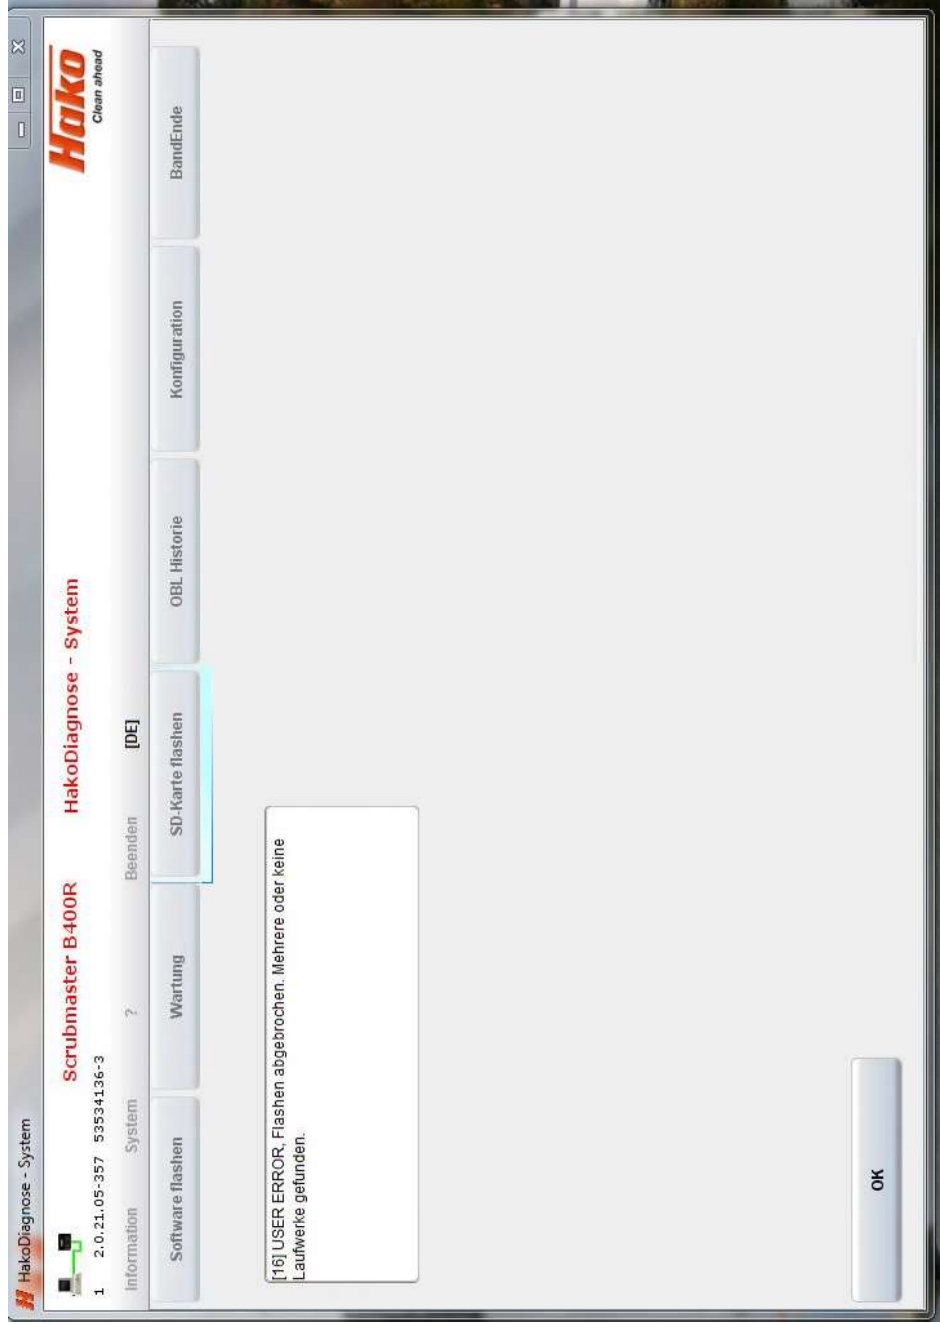 HakoDiagnose - System
Scrubmaster B400R HakoDiagnose - System
Hako
Clean ahead
1 2.0.21.05-357 53534136-3
Information System ? Beenden [DE]
Software flashen Wartung SD-Karte flashen OBL Historie Konfiguration BandEnde
[16] USER ERROR, Flashen abgebrochen. Mehrere oder keine
Laufwerke gefunden.
OK